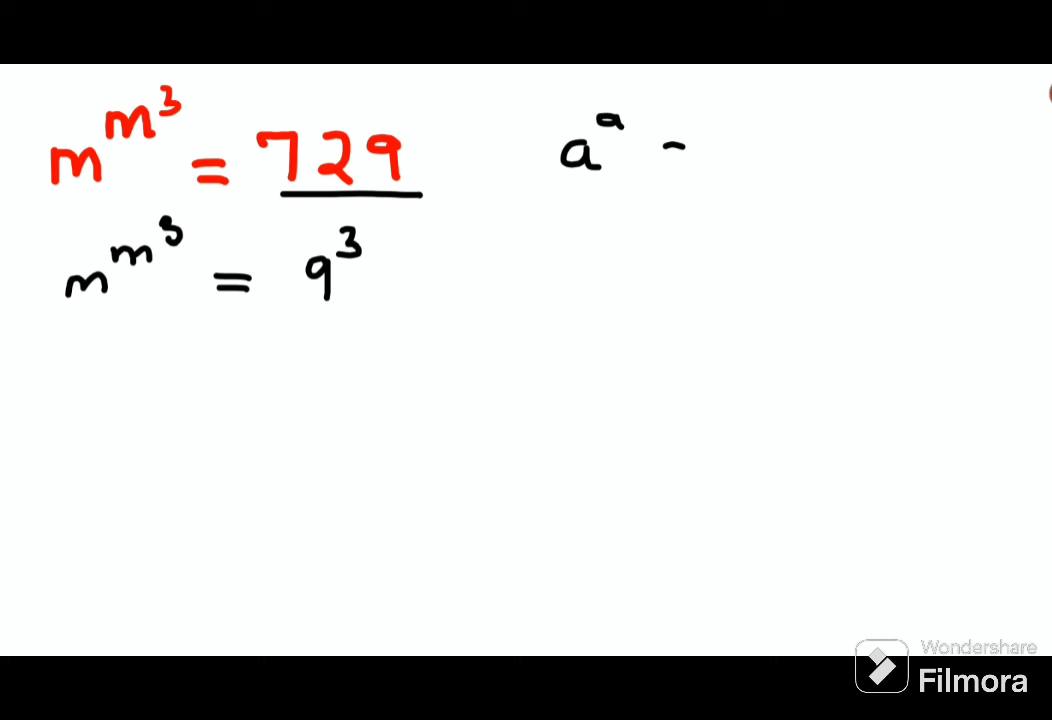 m^{m^3} = 729
a^a -
m^{m^3} = 9^3
Wondershare
Filmora